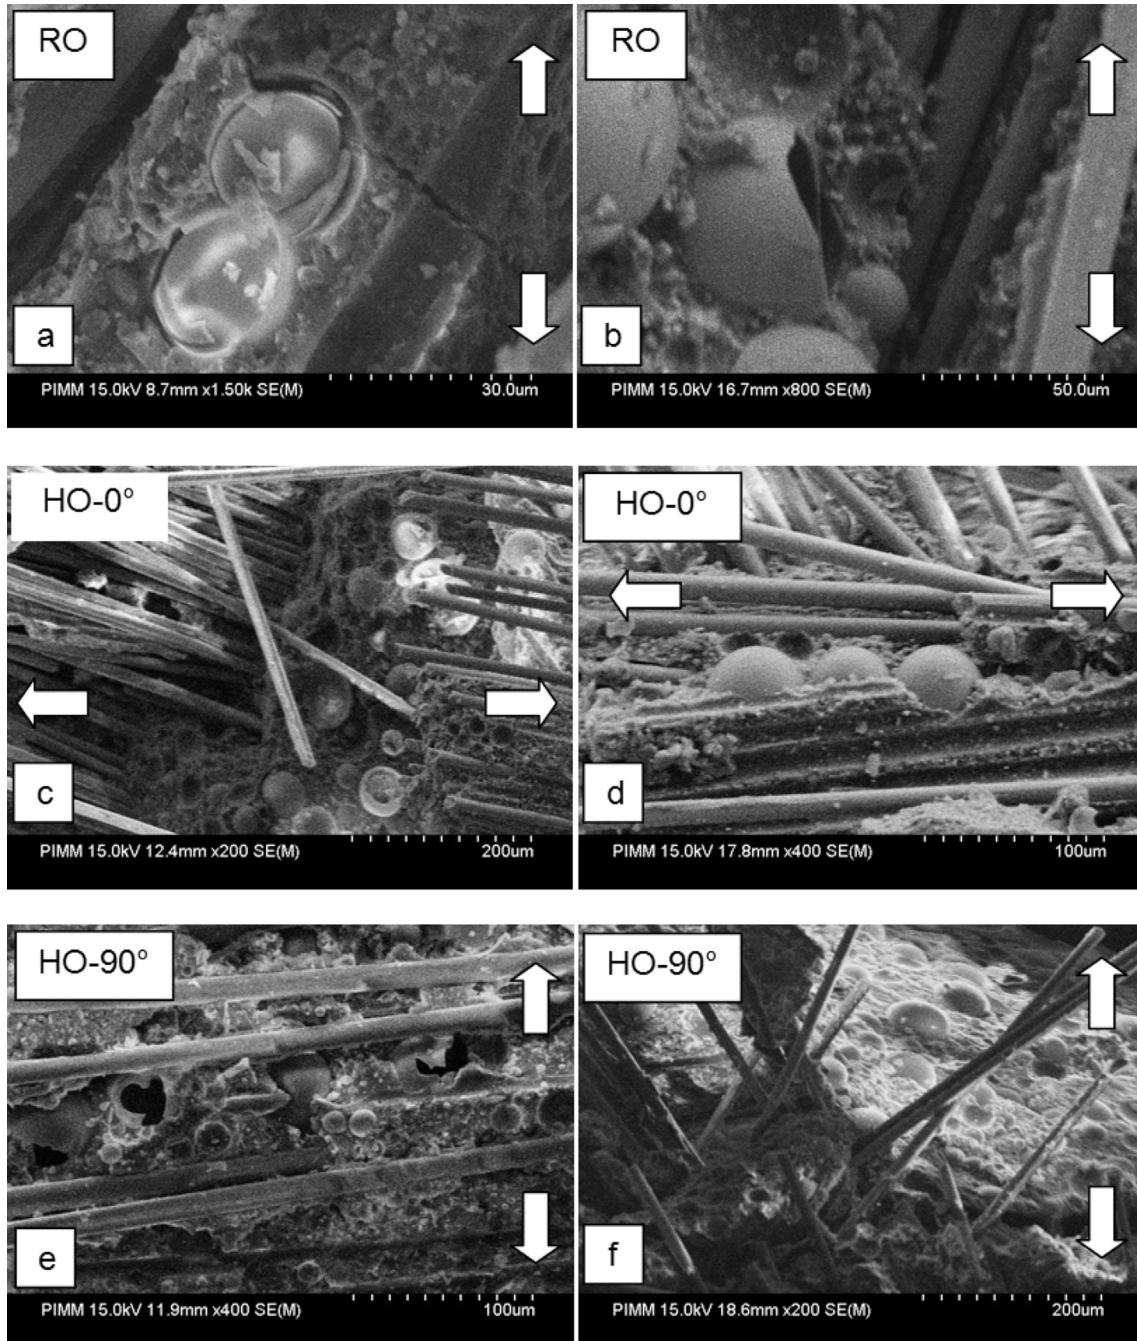 RO
a
PIMM 15.0kV 8.7mm x1.50k SE(M) 30.0um
RO
b
PIMM 15.0kV 16.7mm x800 SE(M) 50.0um
HO-0°
c
PIMM 15.0kV 12.4mm x200 SE(M) 200um
HO-0°
d
PIMM 15.0kV 17.8mm x400 SE(M) 100um
HO-90°
e
PIMM 15.0kV 11.9mm x400 SE(M) 100um
HO-90°
f
PIMM 15.0kV 18.6mm x200 SE(M) 200um